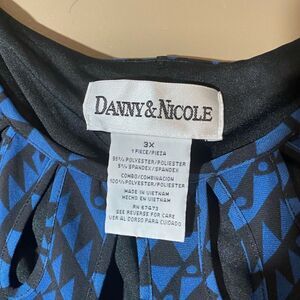 DANNY & NICOLE
3X
1 PIECE/PIEZA
95% POLYESTER/POLIESTER
5% SPANDEX/SPANDEX
COMBO/COMBINACION
100% POLYESTER/POLIESTER
MADE IN VIETNAM
HECHO EN VIETNAM
RN 67473
SEE REVERSE FOR CARE
VER AL DORSO PARA CUIDADO